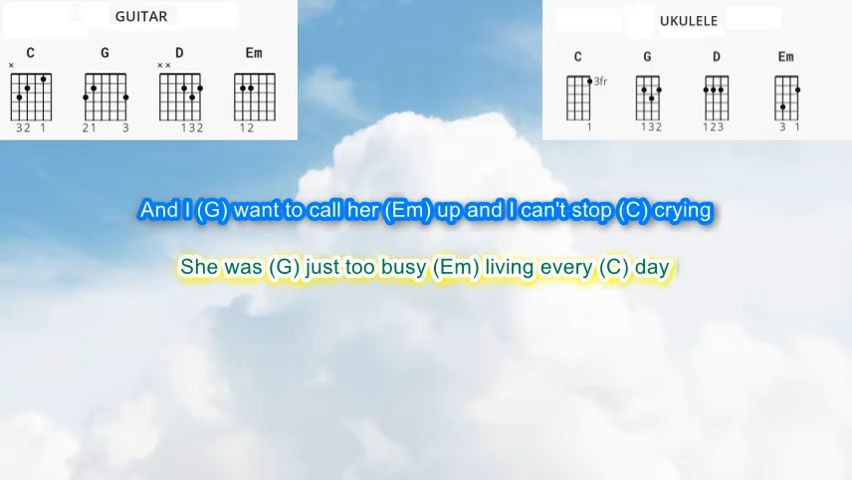 GUITAR
C G D Em
× ××
32 1 21 3 132 12
UKULELE
C G D Em
3fr
1 132 123 3 1
And I (G) want to call her (Em) up and I can't stop (C) crying
She was (G) just too busy (Em) living every (C) day